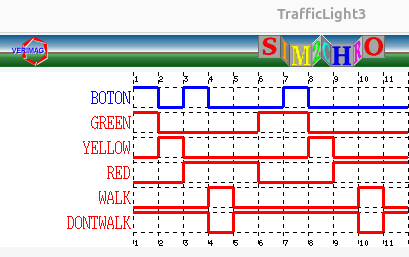 TrafficLight3
VERIMAG
SIM2CHRO
1 2 3 4 5 6 7 8 9 10 11
BOTON
GREEN
YELLOW
RED
WALK
DONTWALK
1 2 3 4 5 6 7 8 9 10 11